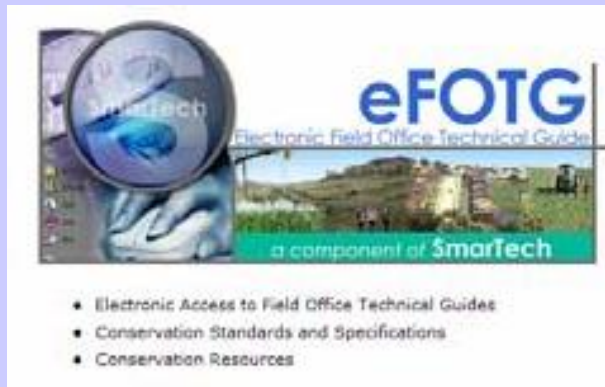 SmarTech
eFOTG
Electronic Field Office Technical Guide
a component of SmarTech
• Electronic Access to Field Office Technical Guides
• Conservation Standards and Specifications
• Conservation Resources